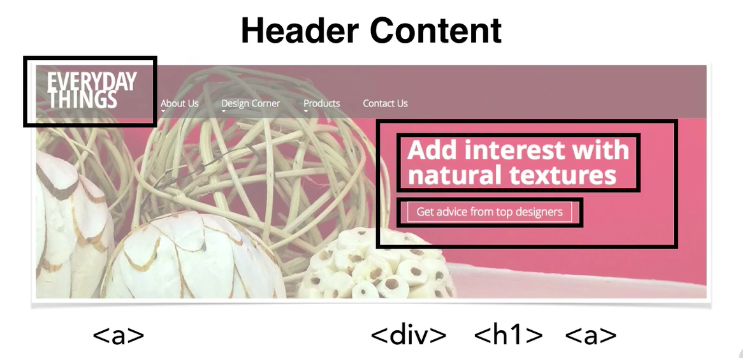 Header Content
EVERYDAY
THINGS
About Us Design Corner Products Contact Us
Add interest with
natural textures
Get advice from top designers
<a> <div> <h1> <a>